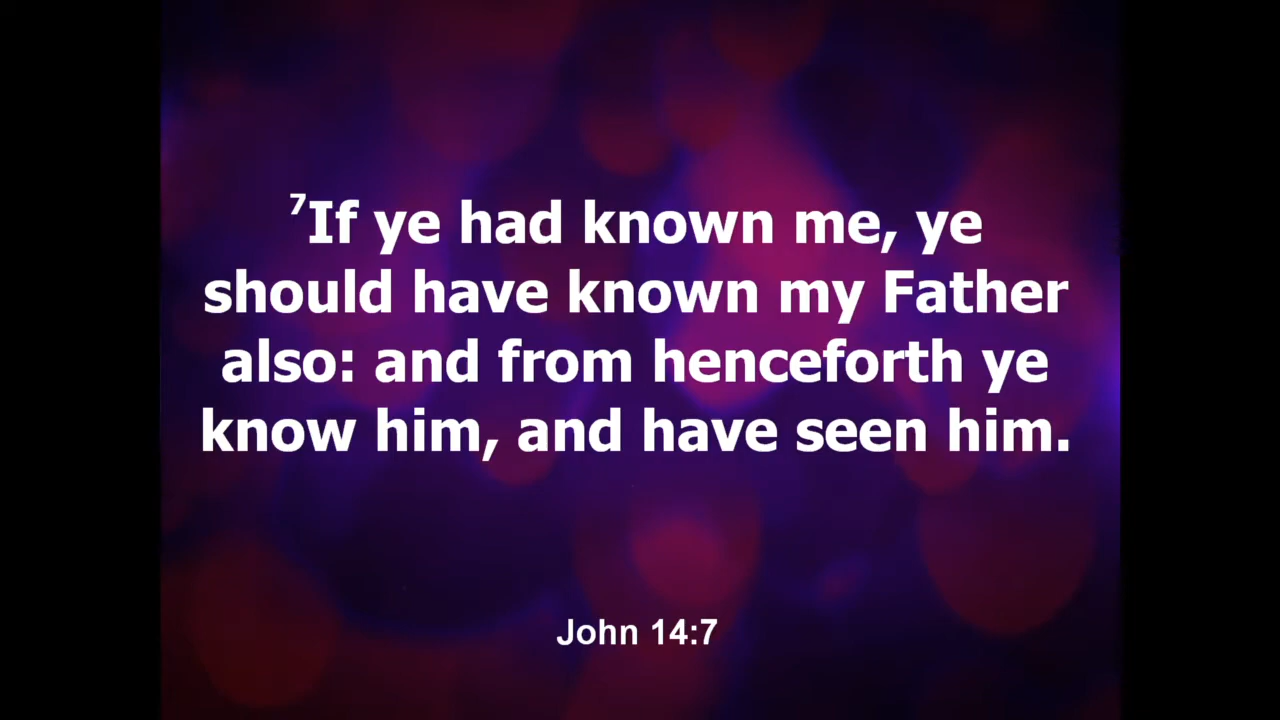 ⁷If ye had known me, ye
should have known my Father
also: and from henceforth ye
know him, and have seen him.
John 14:7